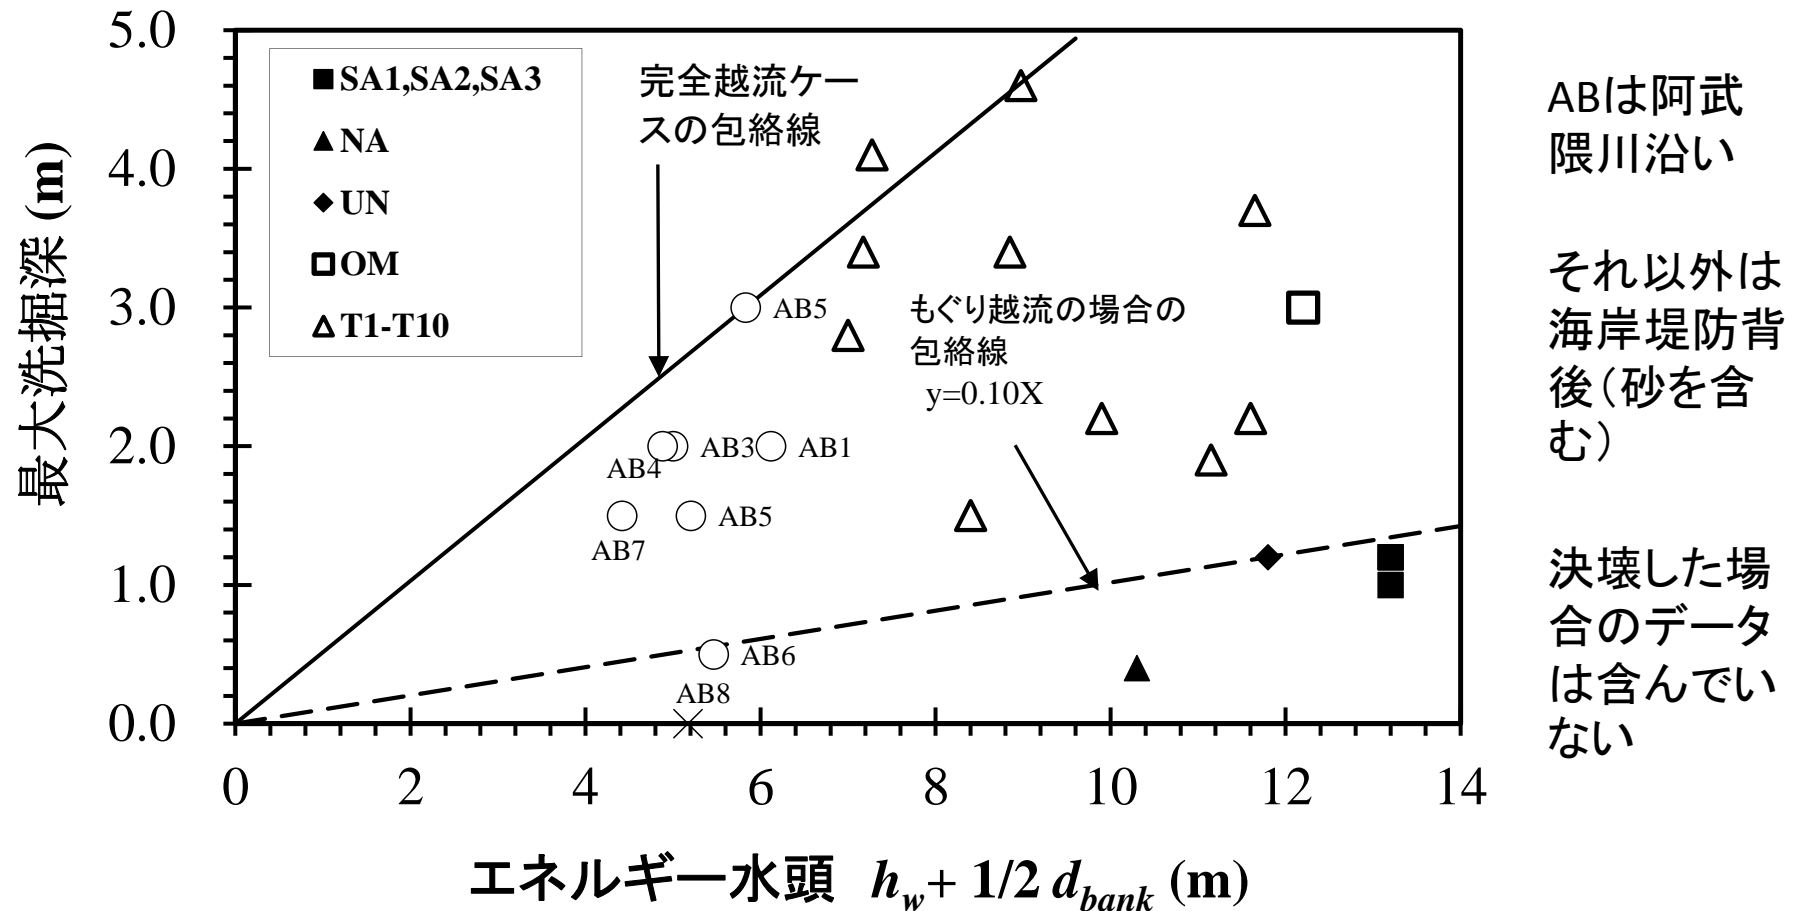 5.0
4.0
3.0
2.0
1.0
0.0
最大洗掘深 (m)
SA1,SA2,SA3
NA
UN
OM
T1-T10
完全越流ケー
スの包絡線
もぐり越流の場合の
包絡線
y=0.10X
AB5
AB3
AB1
AB4
AB5
AB7
AB6
AB8
0
2
4
6
8
10
12
14
エネルギー水頭 hw+ 1/2 dbank (m)
ABは阿武
隈川沿い
それ以外は
海岸堤防背
後(砂を含
む)
決壊した場
合のデータ
は含んでい
ない